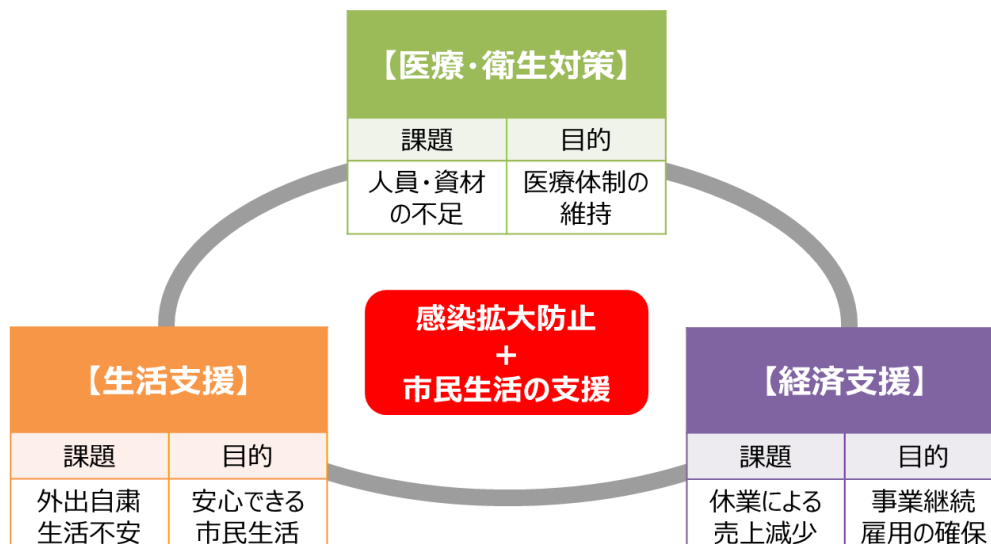 【医療・衛生対策】
課題 目的
人員・資材 医療体制の
の不足 維持
感染拡大防止
+
市民生活の支援
【生活支援】
課題 目的
外出自粛 安心できる
生活不安 市民生活
【経済支援】
課題 目的
休業による 事業継続
売上減少 雇用の確保